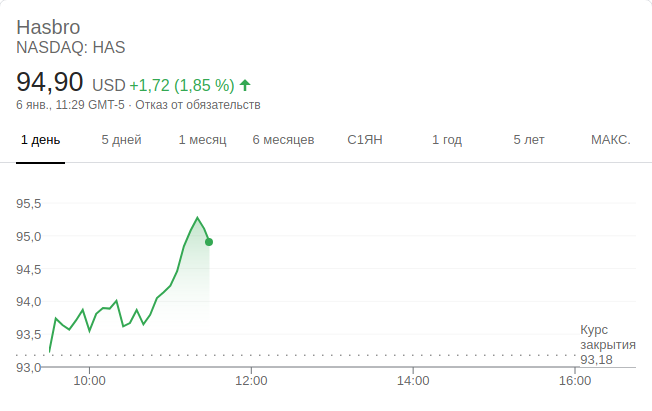 Hasbro
NASDAQ: HAS
94,90 USD +1,72 (1,85 %)
6 янв., 11:29 GMT-5 · Отказ от обязательств
1 день 5 дней 1 месяц 6 месяцев С1ЯН 1 год 5 лет МАКС.
95,5
95,0
94,5
94,0
93,5
93,0
Курс
закрытия
93,18
10:00 12:00 14:00 16:00